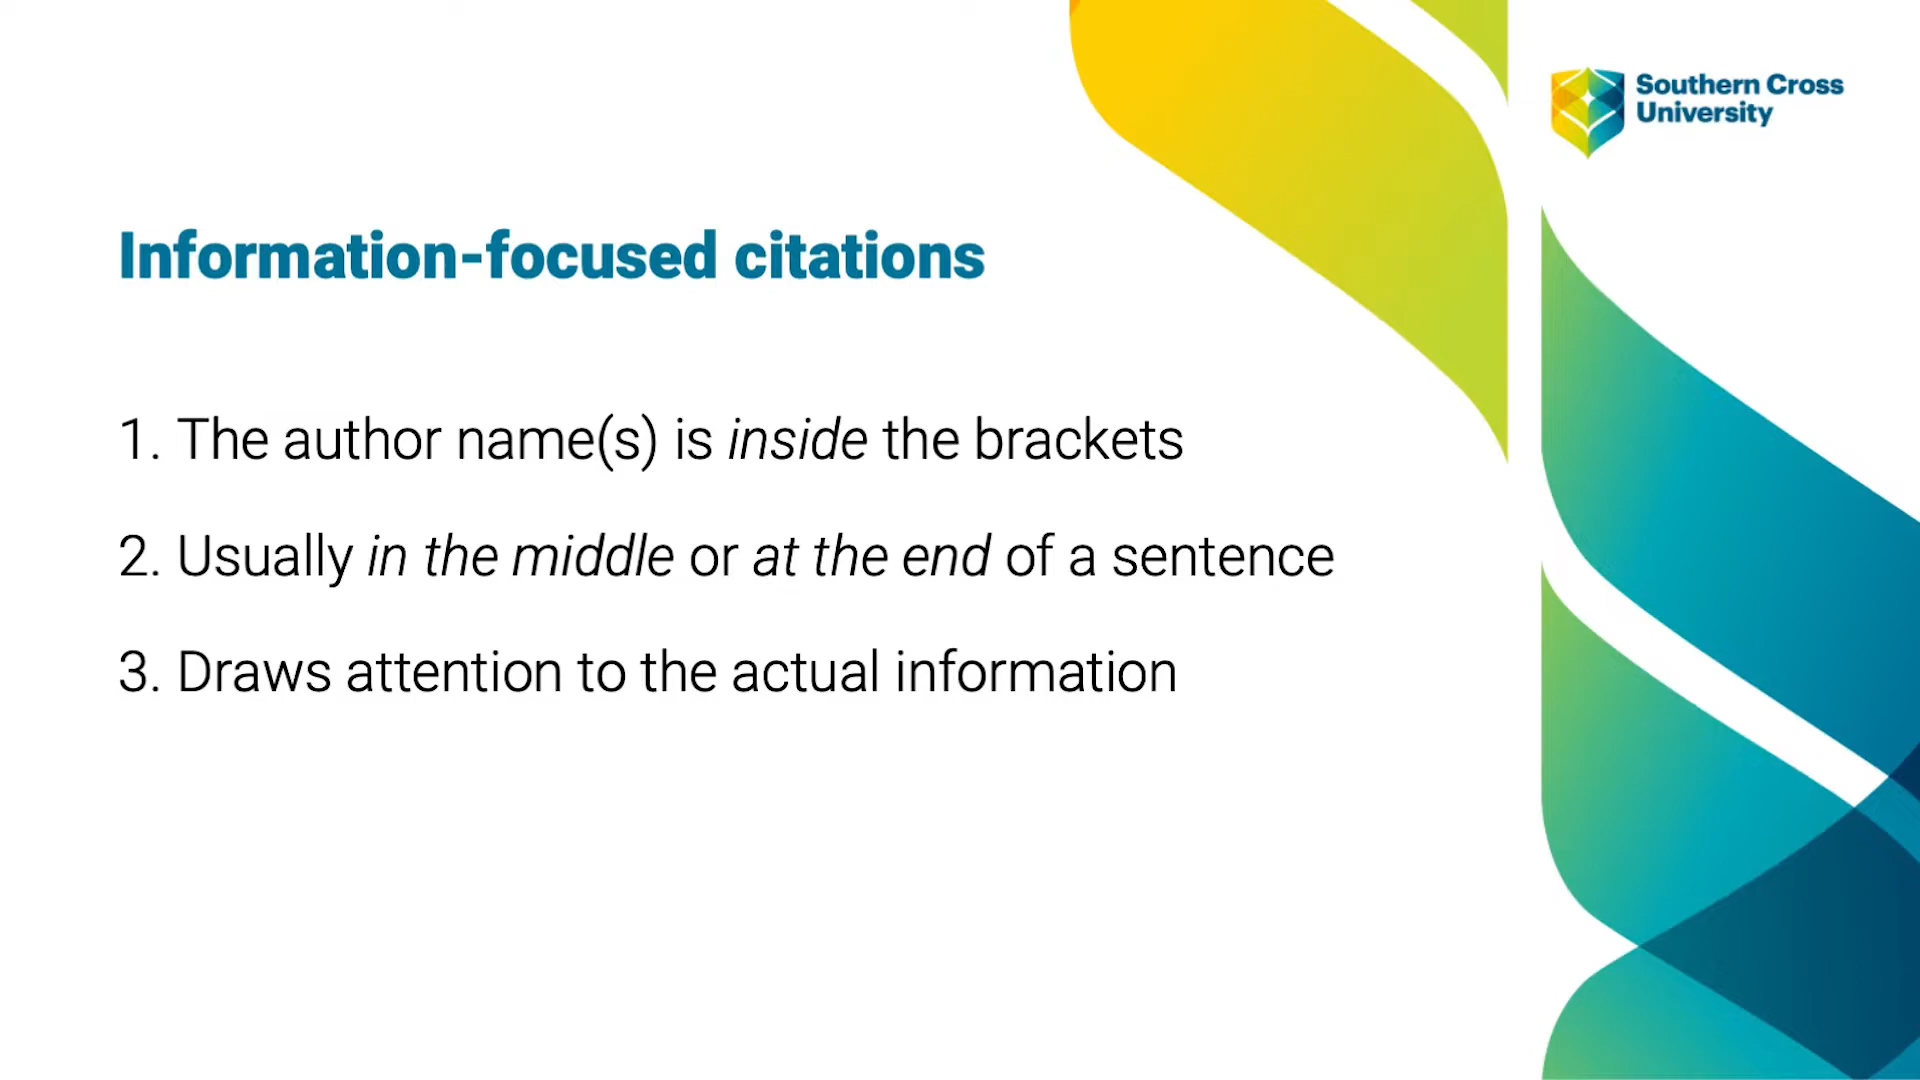 Southern Cross
University
Information-focused citations
1. The author name(s) is inside the brackets
2. Usually in the middle or at the end of a sentence
3. Draws attention to the actual information